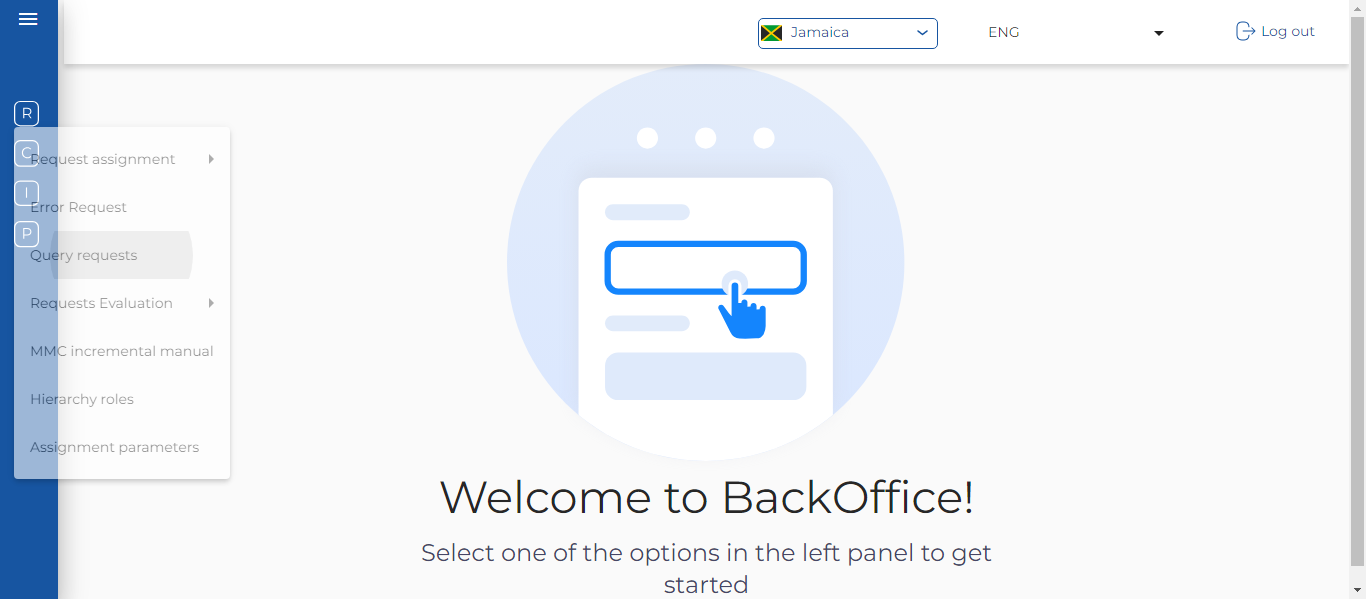 Jamaica
ENG
Log out
R
C
I
P
Request assignment
Error Request
Query requests
Requests Evaluation
MMC incremental manual
Hierarchy roles
Assignment parameters
Welcome to BackOffice!
Select one of the options in the left panel to get
started